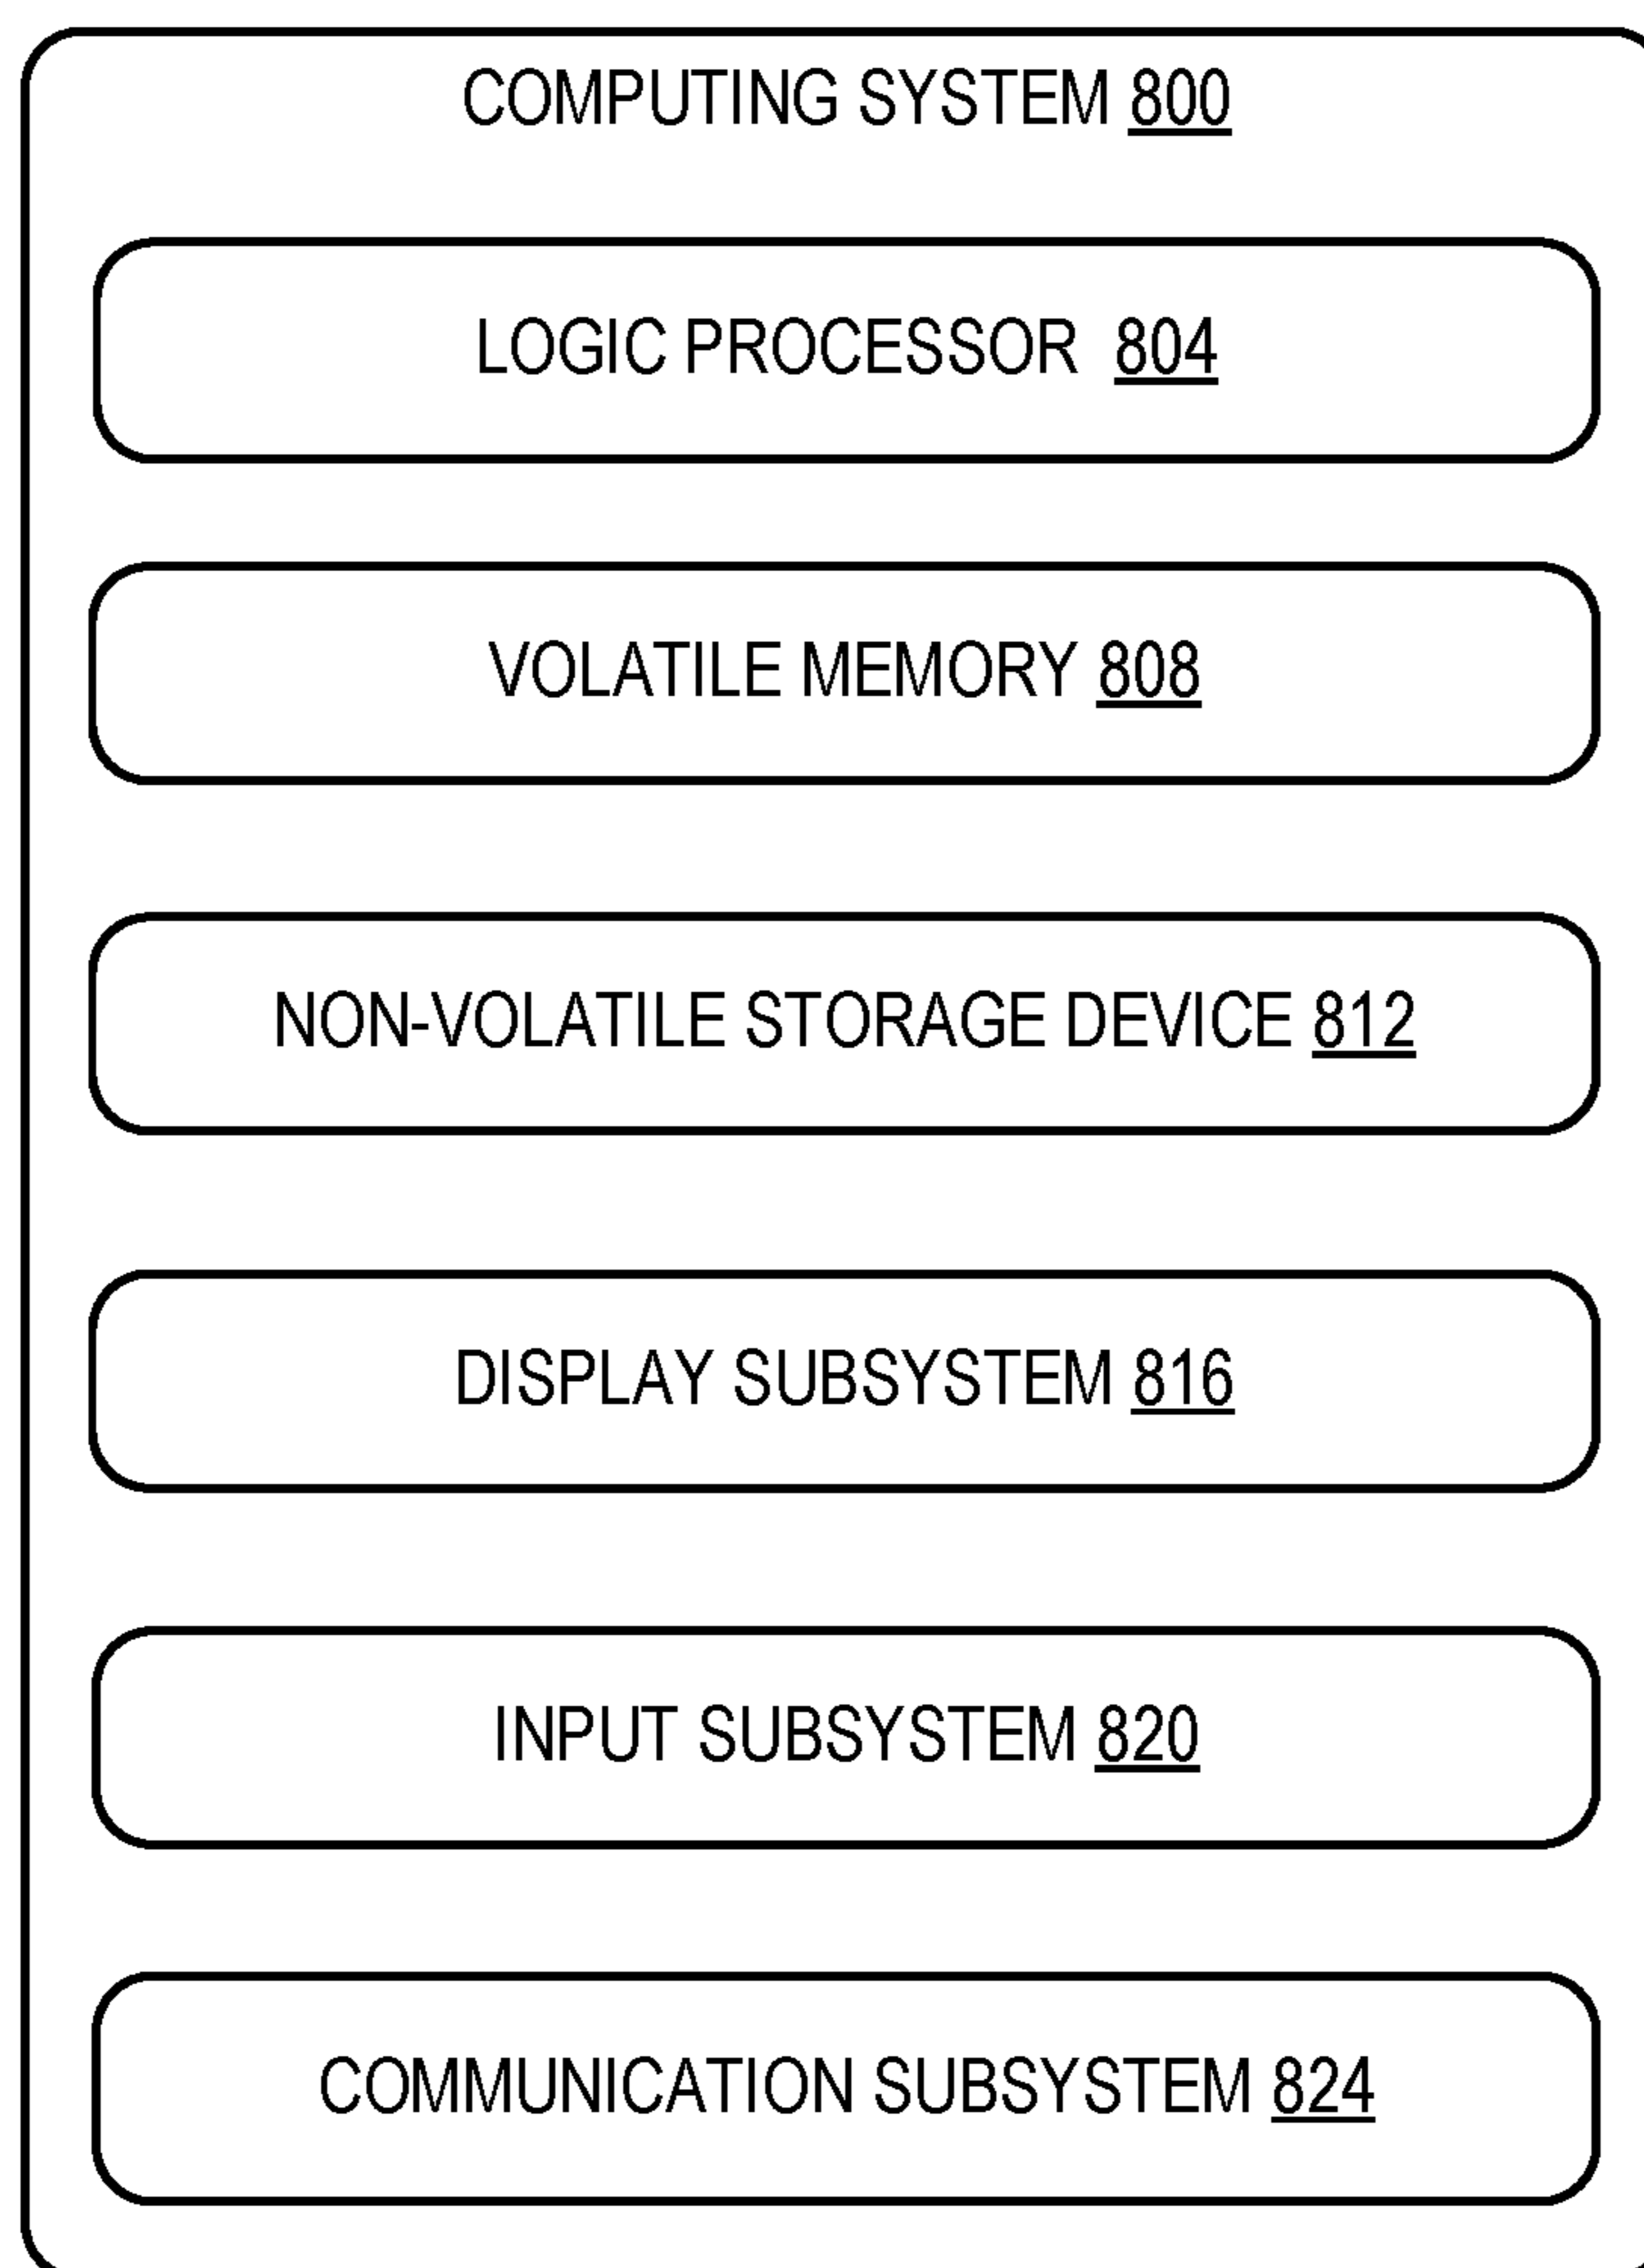 COMPUTING SYSTEM 800
LOGIC PROCESSOR 804
VOLATILE MEMORY 808
NON-VOLATILE STORAGE DEVICE 812
DISPLAY SUBSYSTEM 816
INPUT SUBSYSTEM 820
COMMUNICATION SUBSYSTEM 824